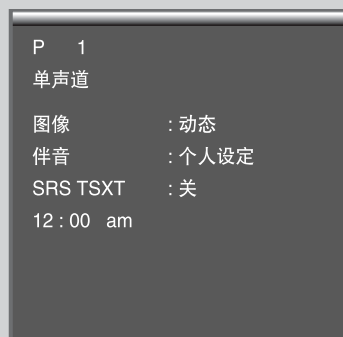 P 1
单声道
图像 : 动态
伴音 : 个人设定
SRS TSXT : 关
12 : 00 am